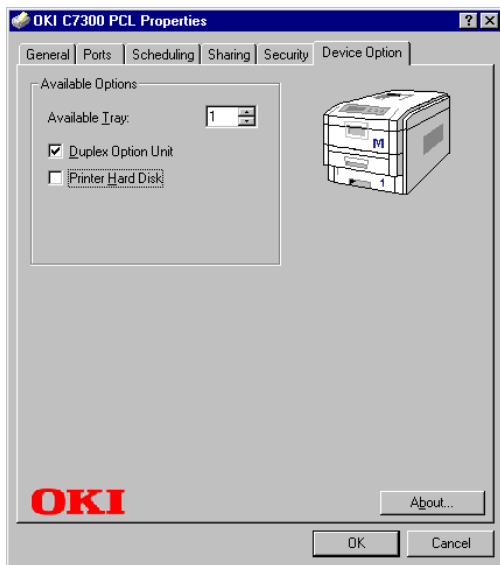 OKI C7300 PCL Properties
General Ports Scheduling Sharing Security Device Option
Available Options
Available Tray: 1
Duplex Option Unit
Printer Hard Disk
M
1
OKI
About...
OK Cancel